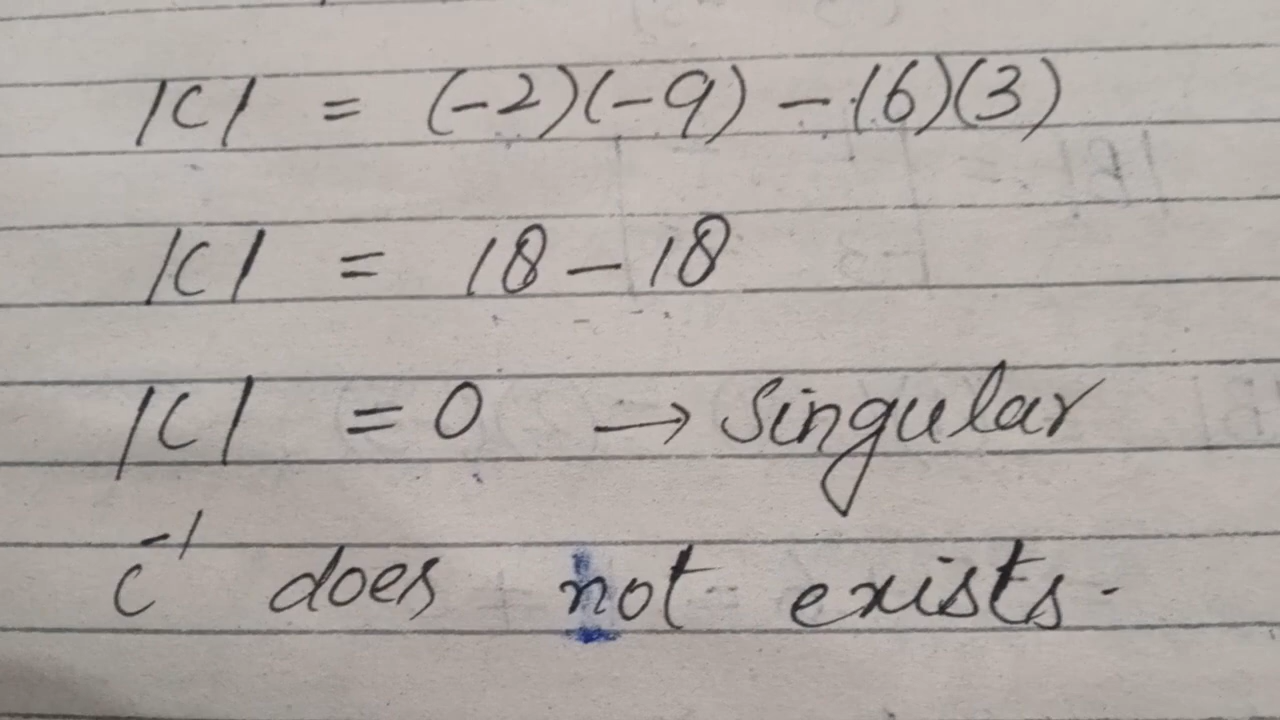 |C| = (-2)(-9) - (6)(3)
|C| = 18 - 18
|C| = 0 → Singular
C⁻¹ does not exists.